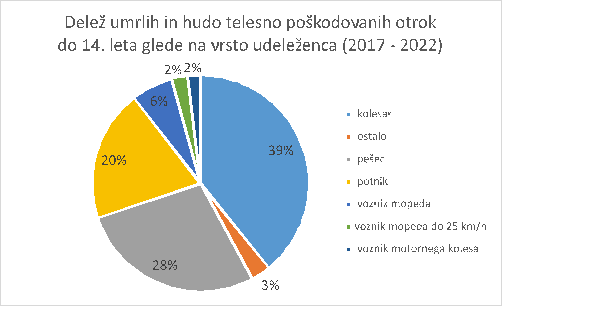 Delež umrlih in hudo telesno poškodovanih otrok
do 14. leta glede na vrsto udeleženca (2017 - 2022)
2%
2%
6%
39%
20%
28%
3%
kolesar
ostalo
pešec
potnik
voznik mopeda
voznik mopeda do 25 km/h
voznik motornega kolesa